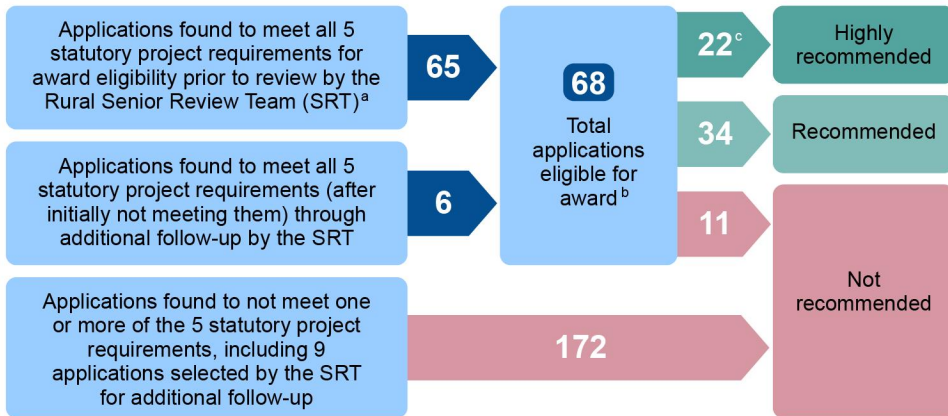 Applications found to meet all 5
statutory project requirements for
award eligibility prior to review by the
Rural Senior Review Team (SRT)ᵃ
65
Applications found to meet all 5
statutory project requirements (after
initially not meeting them) through
additional follow-up by the SRT
6
Applications found to not meet one
or more of the 5 statutory project
requirements, including 9
applications selected by the SRT
for additional follow-up
172
68
Total
applications
eligible for
award ᵇ
22ᶜ
Highly
recommended
34
Recommended
11
Not
recommended